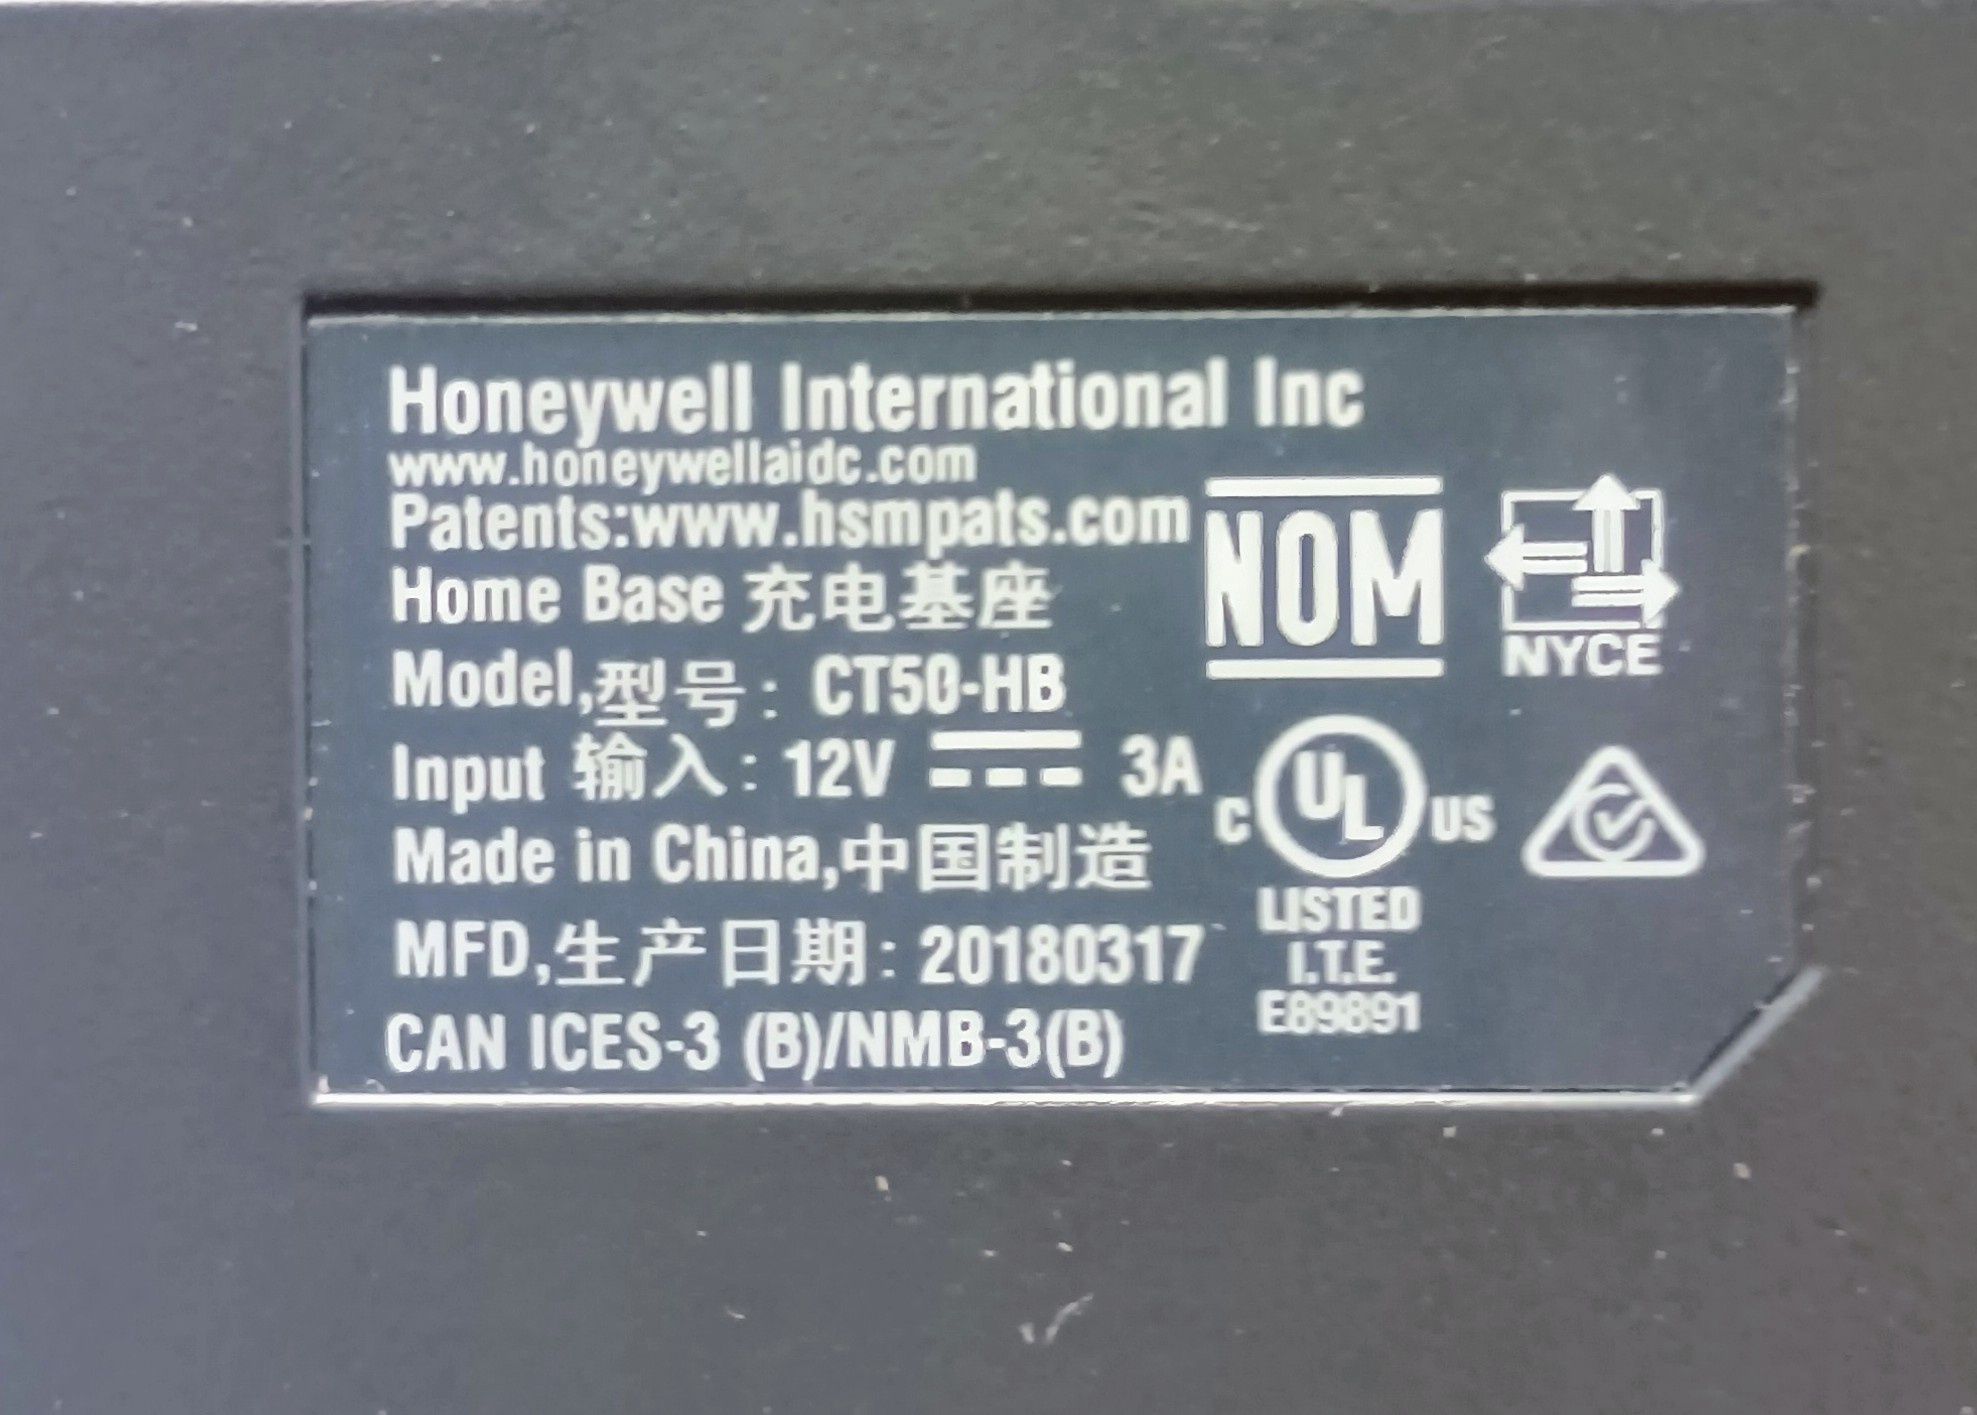 Honeywell International Inc
www.honeywellaidc.com
Patents:www.hsmpats.com
Home Base 充电基座
Model,型号: CT50-HB
Input 输入: 12V ⎓ 3A
Made in China,中国制造
MFD,生产日期: 20180317
CAN ICES-3 (B)/NMB-3(B)
NOM
NYCE
C UL US
LISTED
I.T.E.
E89891